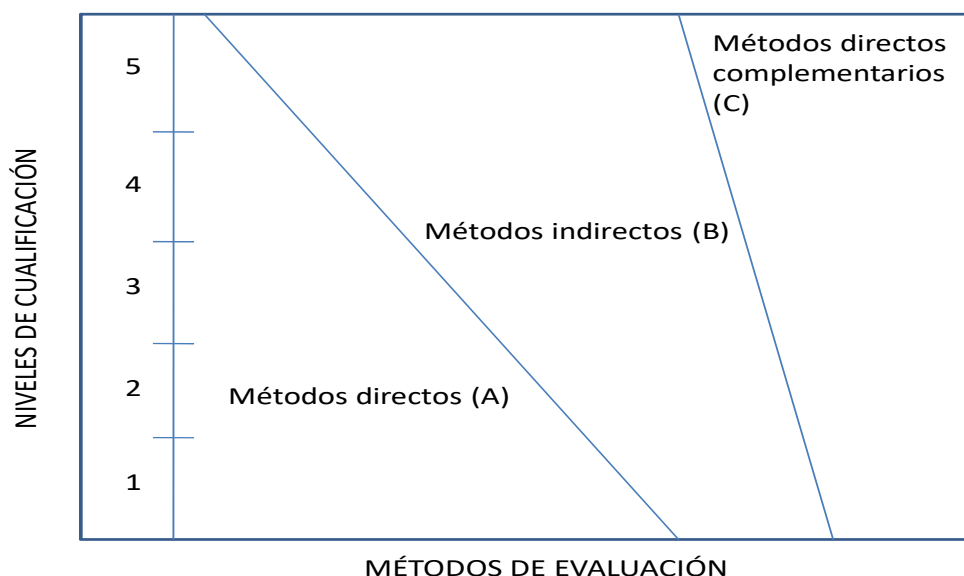 NIVELES DE CUALIFICACIÓN
5
4
3
2
1
Métodos directos
complementarios
(C)
Métodos indirectos (B)
Métodos directos (A)
MÉTODOS DE EVALUACIÓN